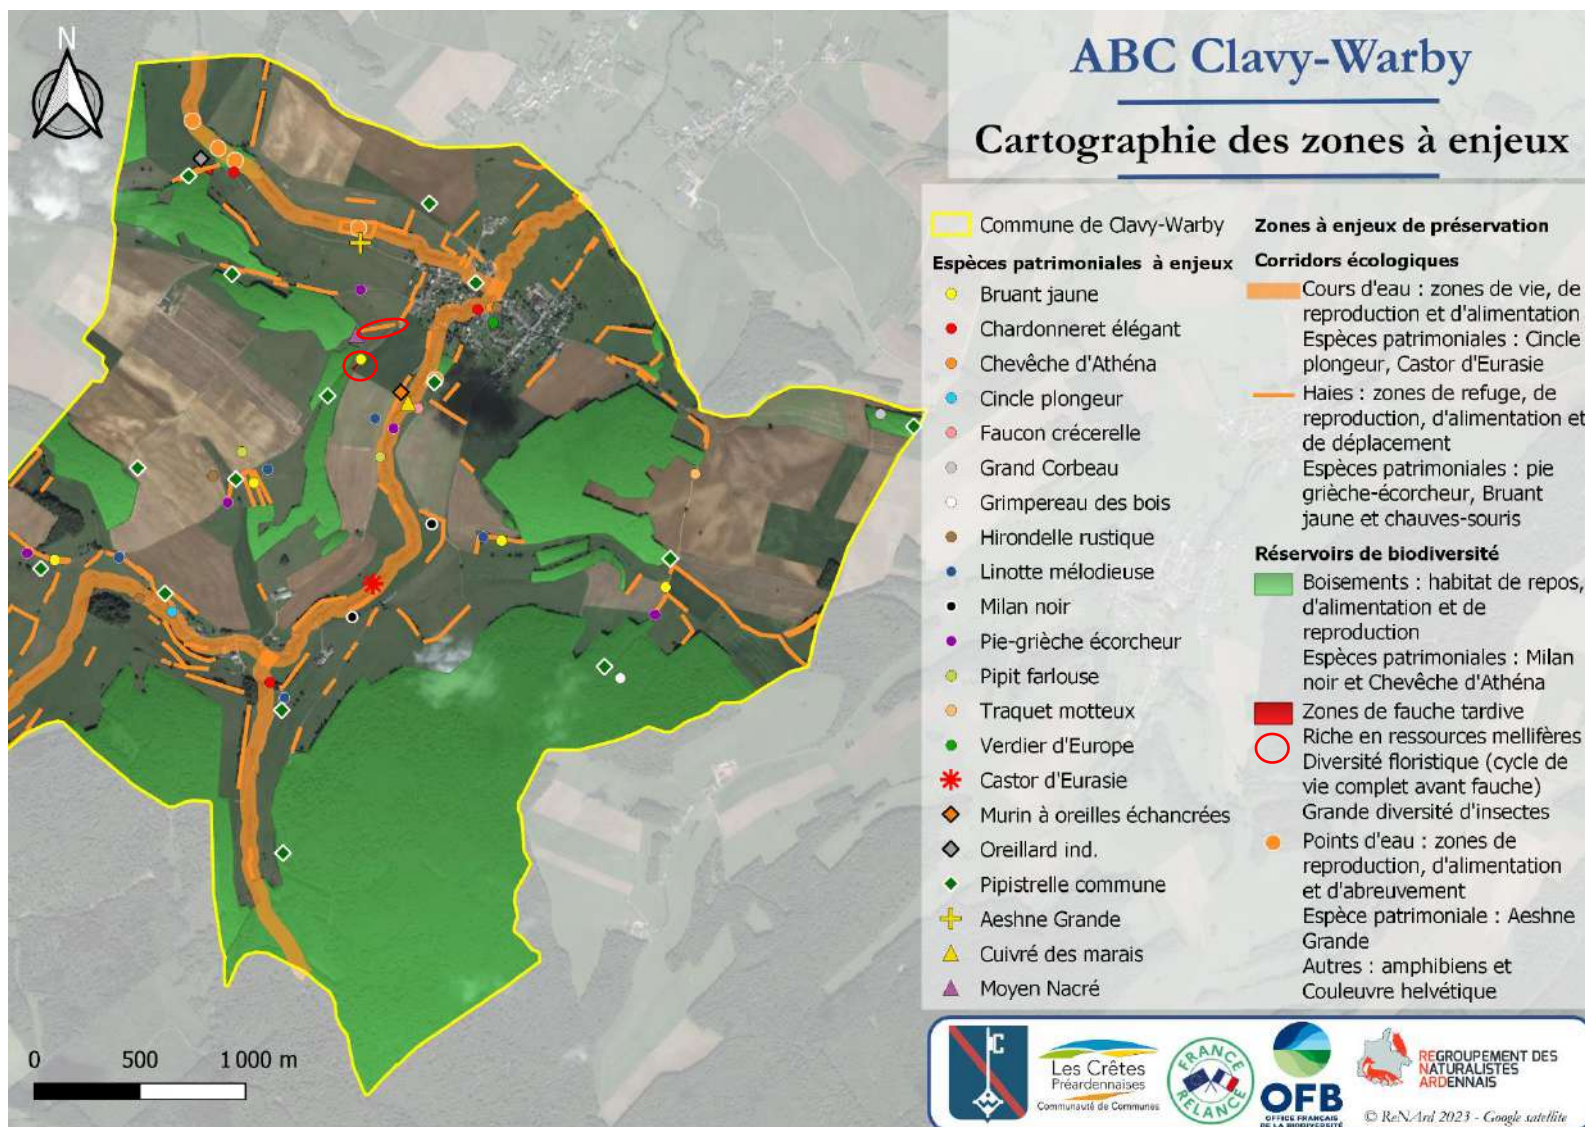 N
ABC Clavy-Warby
Cartographie des zones à enjeux
Commune de Clavy-Warby
Espèces patrimoniales à enjeux
Bruant jaune
Chardonneret élégant
Chevêche d'Athéna
Cincle plongeur
Faucon crécerelle
Grand Corbeau
Grimpereau des bois
Hirondelle rustique
Linotte mélodieuse
Milan noir
Pie-grièche écorcheur
Pipit farlouse
Traquet motteux
Verdier d'Europe
Castor d'Eurasie
Murin à oreilles échancrées
Oreillard ind.
Pipistrelle commune
Aeshne Grande
Cuivré des marais
Moyen Nacré
Zones à enjeux de préservation
Corridors écologiques
Cours d'eau : zones de vie, de
reproduction et d'alimentation
Espèces patrimoniales : Cincle
plongeur, Castor d'Eurasie
Haies : zones de refuge, de
reproduction, d'alimentation et
de déplacement
Espèces patrimoniales : pie
grièche-écorcheur, Bruant
jaune et chauves-souris
Réservoirs de biodiversité
Boisements : habitat de repos,
d'alimentation et de
reproduction
Espèces patrimoniales : Milan
noir et Chevêche d'Athéna
Zones de fauche tardive
Riche en ressources mellifères
Diversité floristique (cycle de
vie complet avant fauche)
Grande diversité d'insectes
Points d'eau : zones de
reproduction, d'alimentation
et d'abreuvement
Espèce patrimoniale : Aeshne
Grande
Autres : amphibiens et
Couleuvre helvétique
0 500 1 000 m
C
Les Crêtes
Préardennaises
Communauté de Communes
FRANCE
RELANCE
OFB
OFFICE FRANÇAIS
DE LA BIODIVERSITÉ
REGROUPEMENT DES
NATURALISTES
ARDENNAIS
© ReNArd 2023 - Google satellite